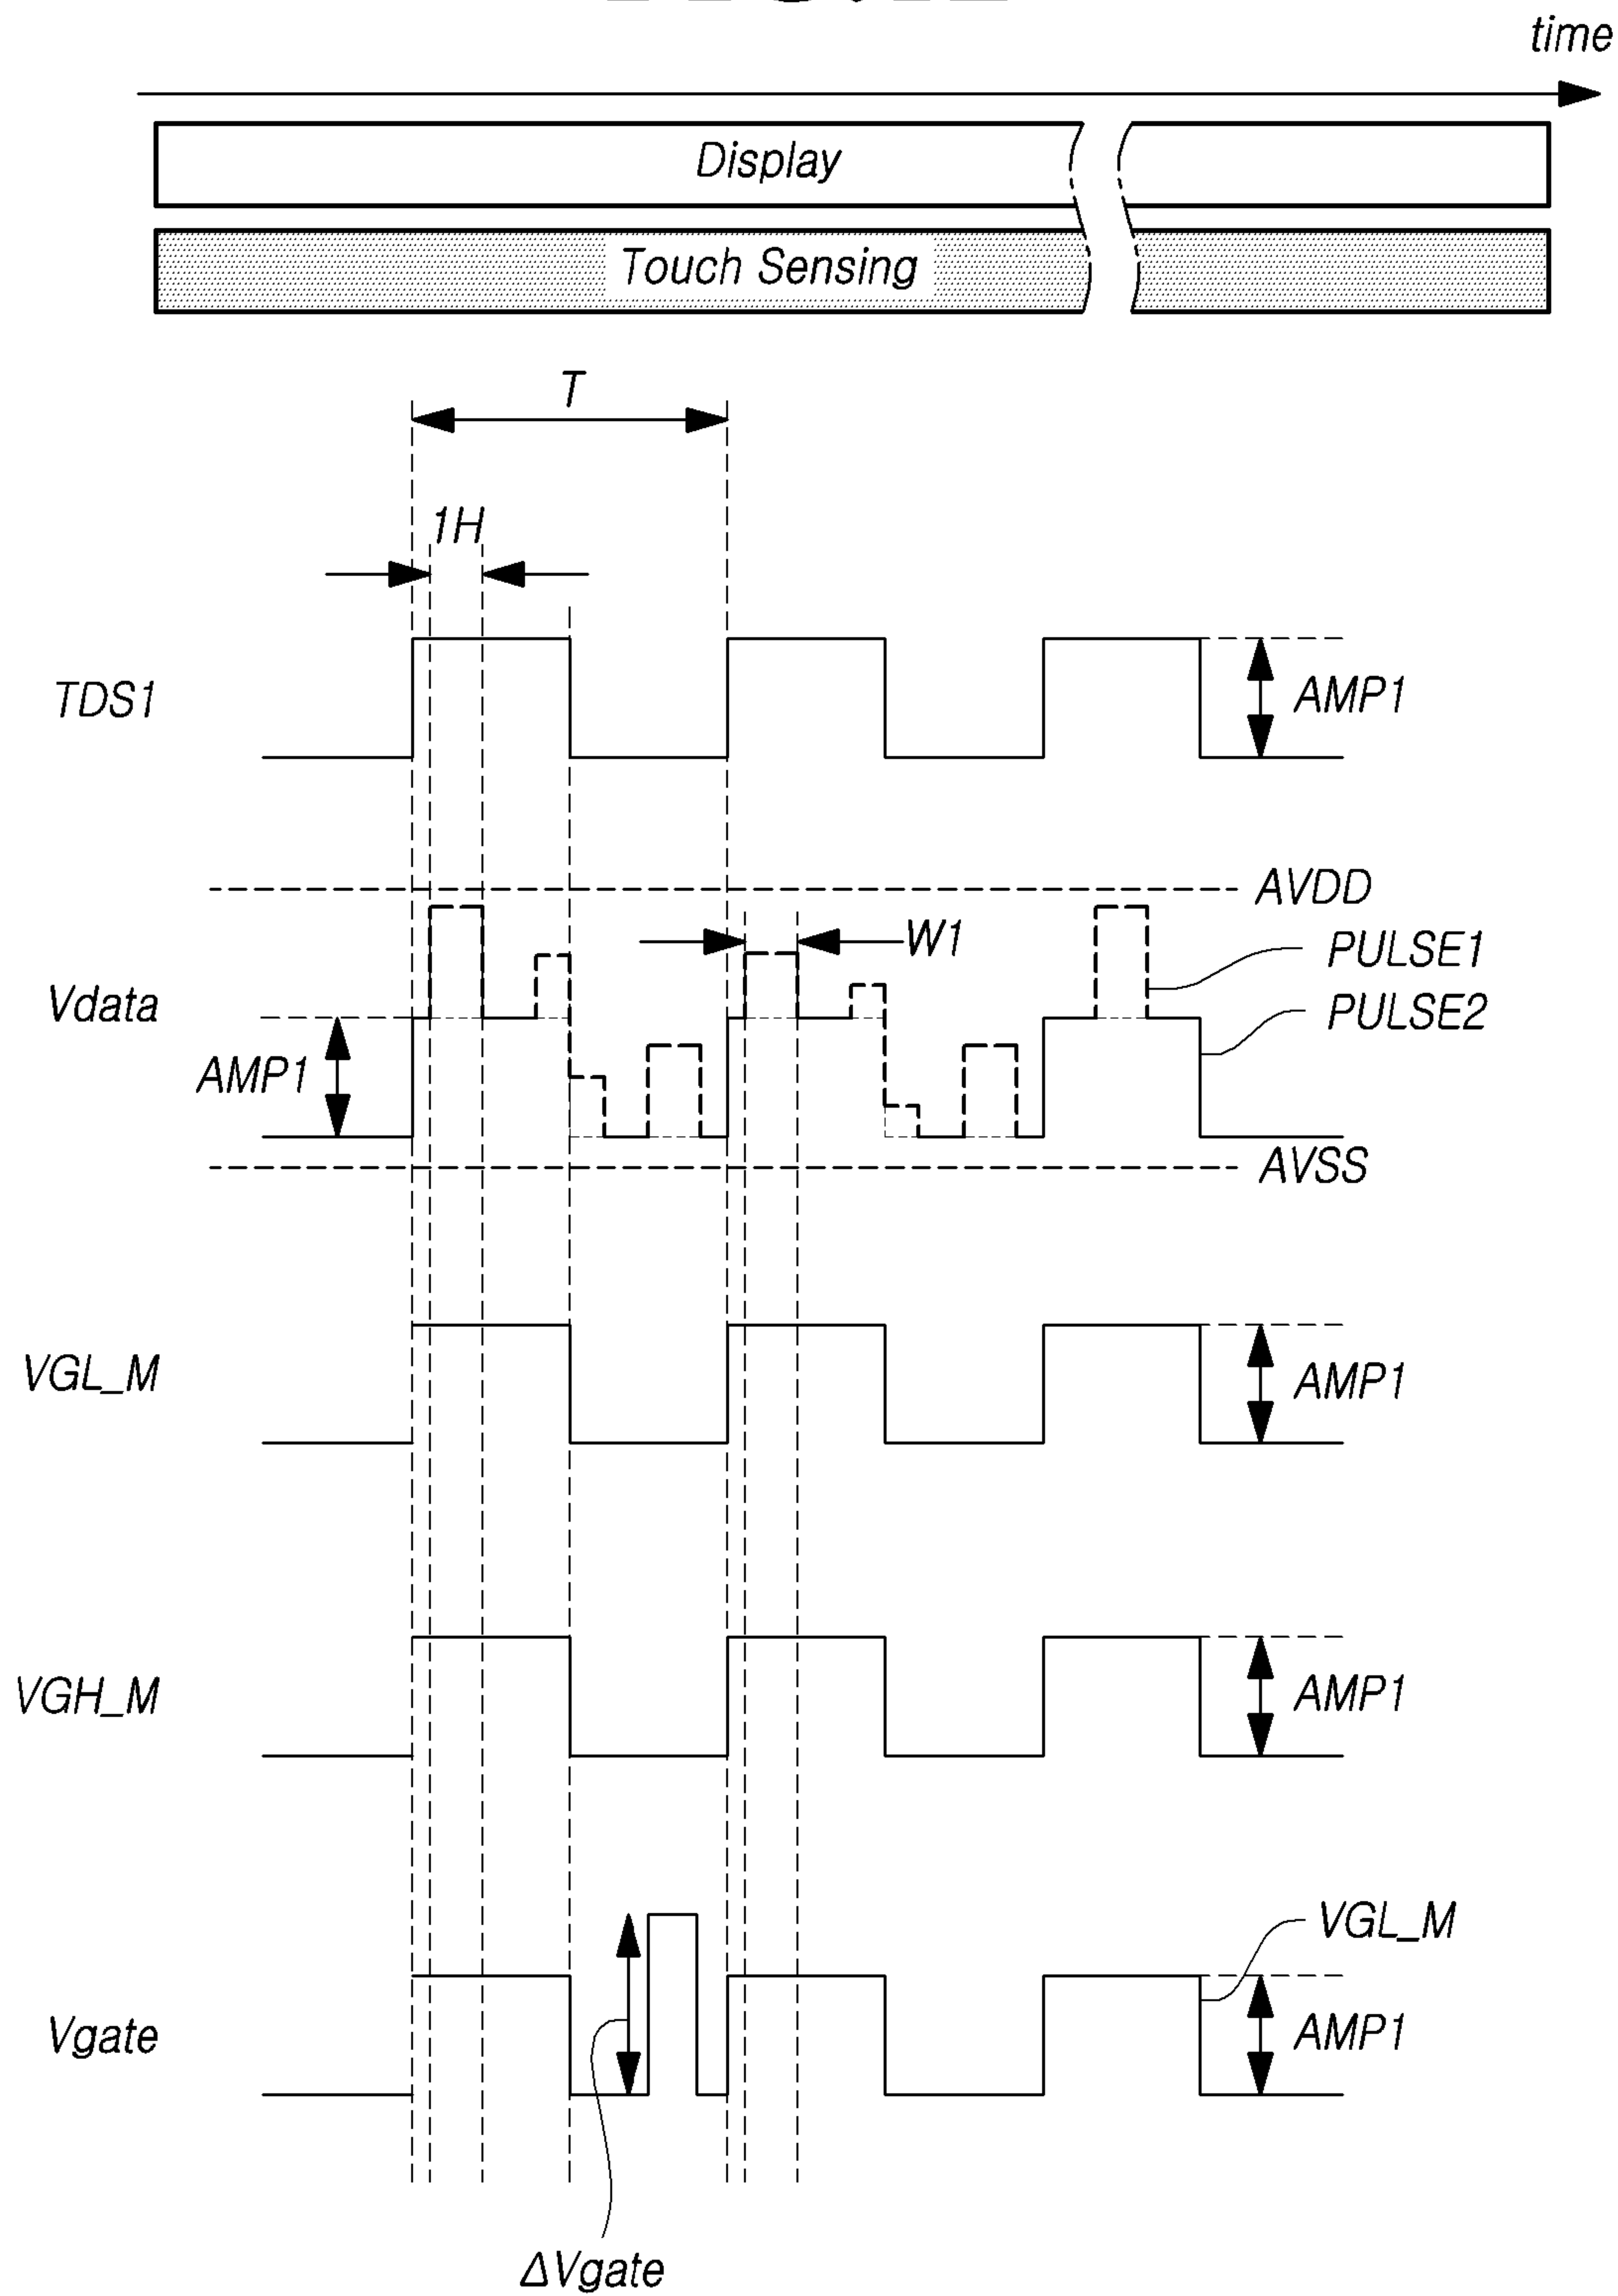 time
Display
Touch Sensing
T
1H
TDS1
AMP1
AVDD
W1
PULSE1
Vdata
PULSE2
AMP1
AVSS
VGL_M
AMP1
VGH_M
AMP1
VGL_M
Vgate
AMP1
ΔVgate